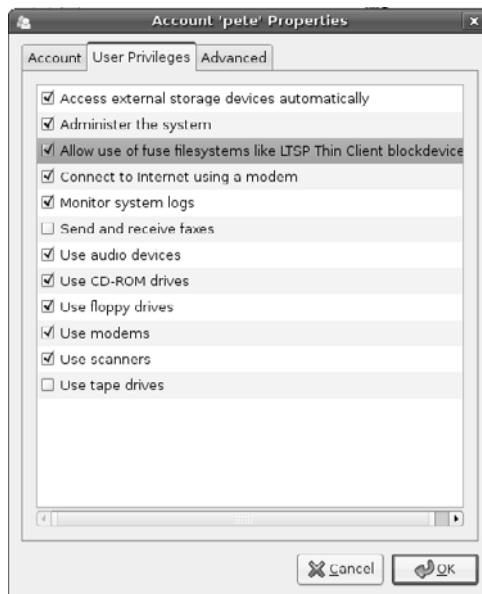 Account 'pete' Properties
Account User Privileges Advanced
Access external storage devices automatically
Administer the system
Allow use of fuse filesystems like LTSP Thin Client blockdevice
Connect to Internet using a modem
Monitor system logs
Send and receive faxes
Use audio devices
Use CD-ROM drives
Use floppy drives
Use modems
Use scanners
Use tape drives
Cancel OK